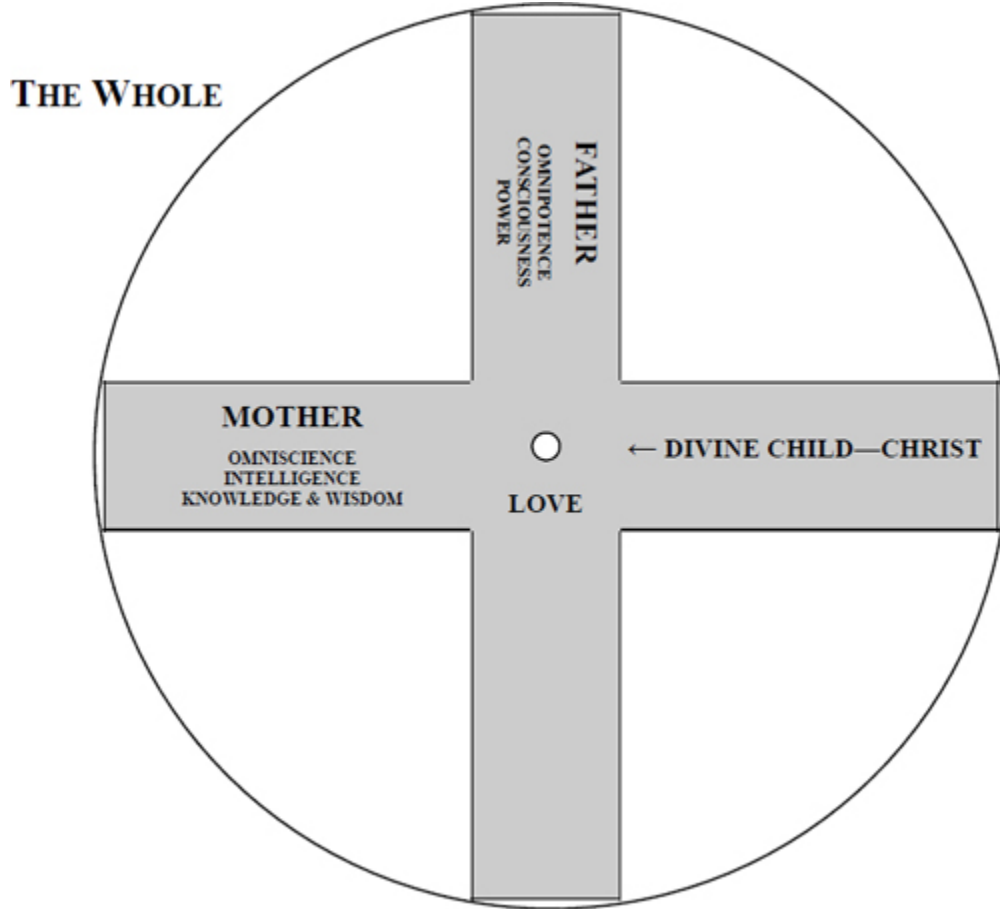 THE WHOLE
FATHER
OMNIPOTENCE
CONSCIOUSNESS
POWER
MOTHER
OMNISCIENCE
INTELLIGENCE
KNOWLEDGE & WISDOM
← DIVINE CHILD—CHRIST
LOVE